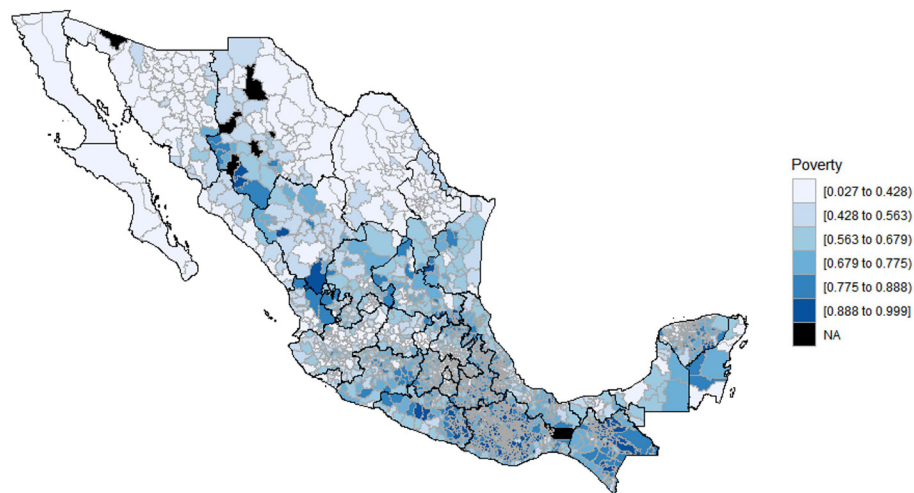 Poverty
[0.027 to 0.428)
[0.428 to 0.563)
[0.563 to 0.679)
[0.679 to 0.775)
[0.775 to 0.888)
[0.888 to 0.999]
NA